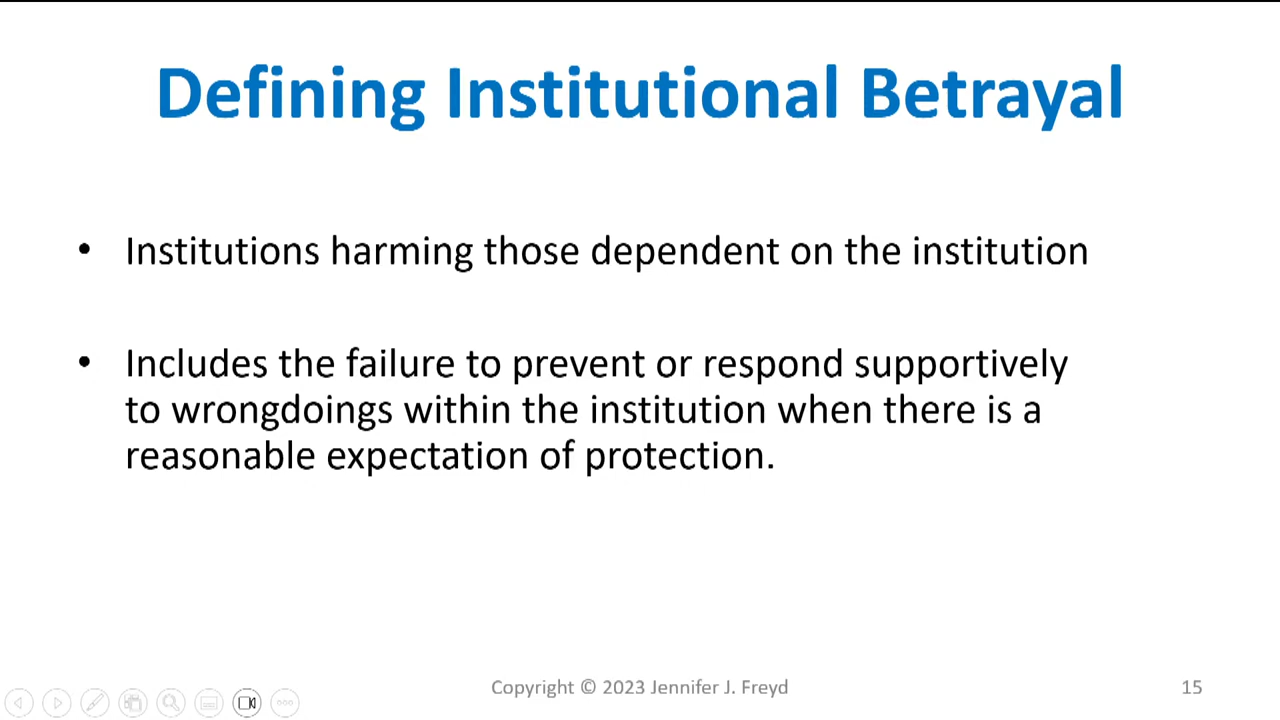 Defining Institutional Betrayal
• Institutions harming those dependent on the institution
• Includes the failure to prevent or respond supportively
to wrongdoings within the institution when there is a
reasonable expectation of protection.
Copyright © 2023 Jennifer J. Freyd
15